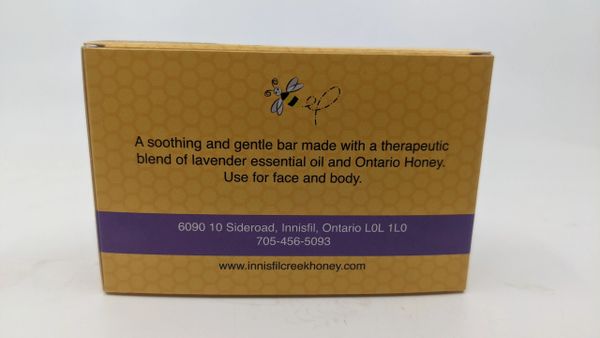 A soothing and gentle bar made with a therapeutic
blend of lavender essential oil and Ontario Honey.
Use for face and body.
6090 10 Sideroad, Innisfil, Ontario L0L 1L0
705-456-5093
www.innisfilcreekhoney.com